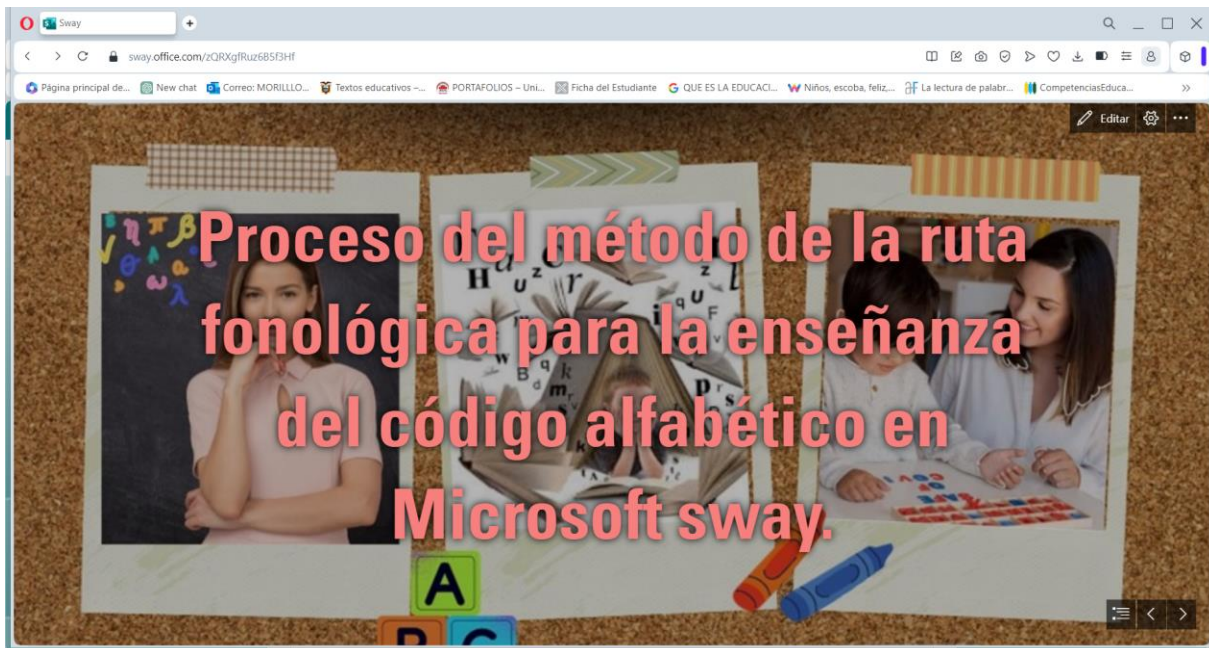 Sway
sway.office.com/zQRXgfRuz6B5f3Hf
Página principal de...
New chat
Correo: MORILLLO...
Textos educativos –...
PORTAFOLIOS – Uni...
Ficha del Estudiante
QUE ES LA EDUCACI...
Niños, escoba, feliz,...
La lectura de palabr...
CompetenciasEduca...
Editar
Proceso del método de la ruta
fonológica para la enseñanza
del código alfabético en
Microsoft sway.
A
B C